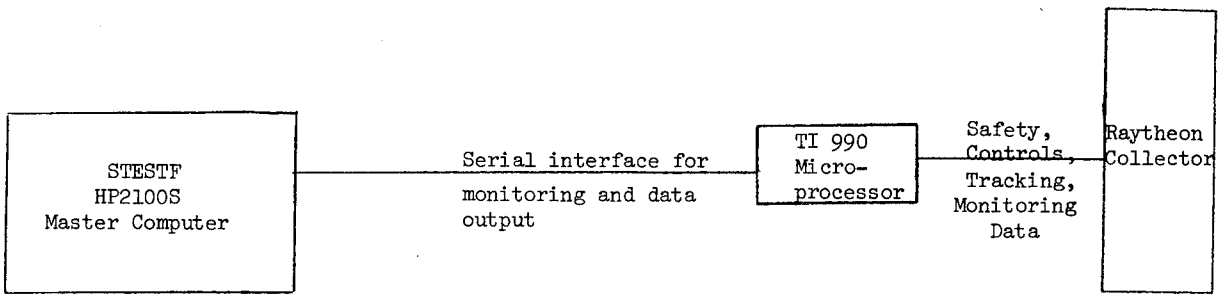 STESTF
HP2100S
Master Computer
Serial interface for
monitoring and data
output
TI 990
Micro-
processor
Safety,
Controls,
Tracking,
Monitoring
Data
Raytheon
Collector